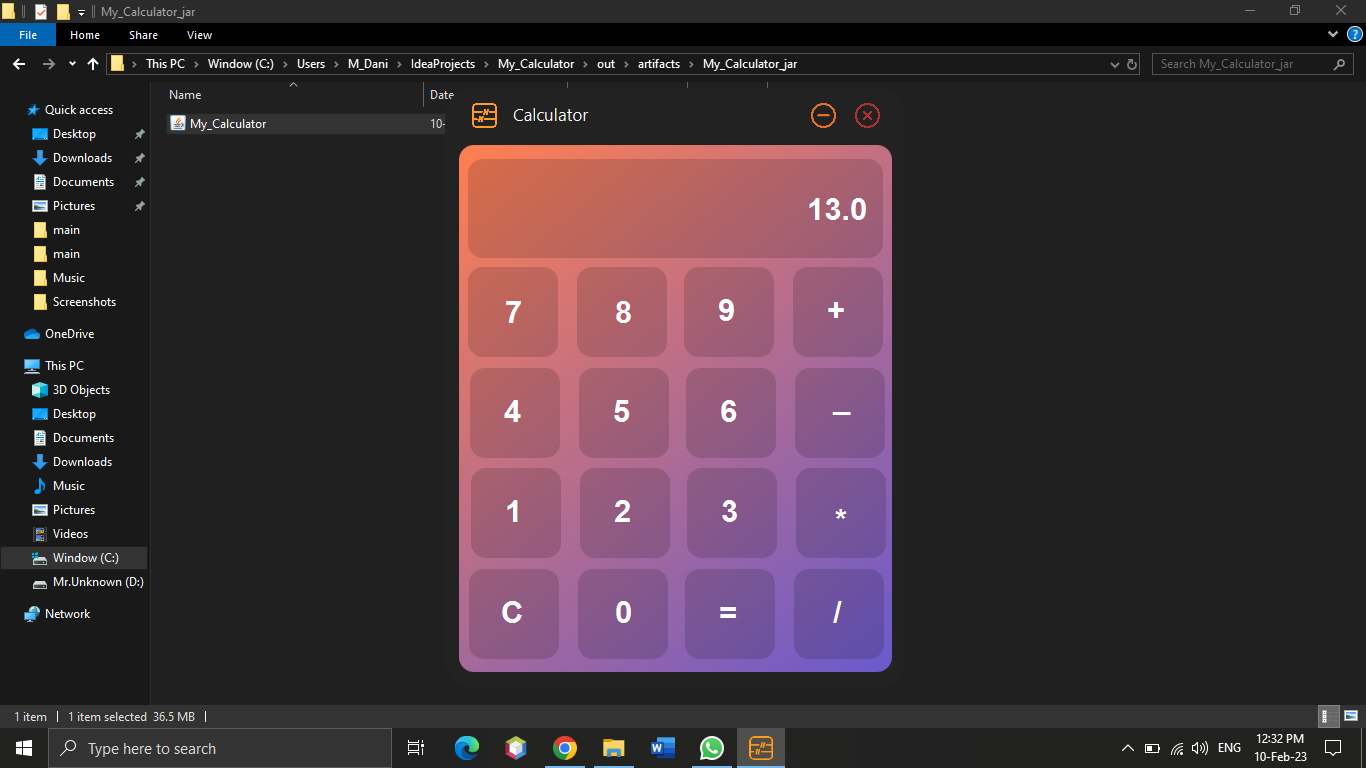 My_Calculator_jar
File Home Share View
This PC Window (C:) Users M_Dani IdeaProjects My_Calculator out artifacts My_Calculator_jar
Search My_Calculator_jar
Name Date
My_Calculator 10-
Quick access
Desktop
Downloads
Documents
Pictures
main
main
Music
Screenshots
OneDrive
This PC
3D Objects
Desktop
Documents
Downloads
Music
Pictures
Videos
Window (C:)
Mr.Unknown (D:)
Network
Calculator
13.0
7 8 9 +
4 5 6 –
1 2 3 *
C 0 = /
1 item 1 item selected 36.5 MB
Type here to search
ENG
12:32 PM
10-Feb-23